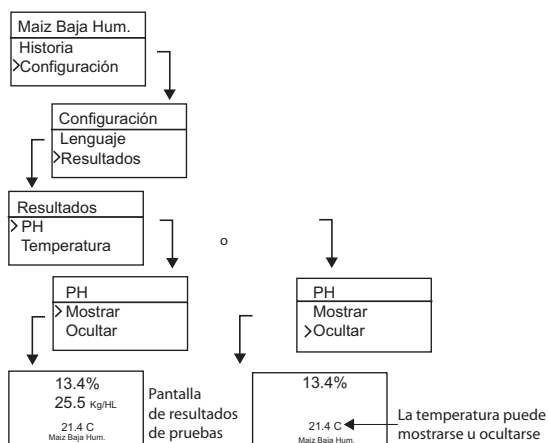 Maiz Baja Hum.
Historia
>Configuración
Configuración
Lenguaje
>Resultados
Resultados
>PH
Temperatura
o
PH
>Mostrar
Ocultar
PH
Mostrar
>Ocultar
13.4%
25.5 Kg/HL
21.4 C
Maiz Baja Hum.
Pantalla
de resultados
de pruebas
13.4%
21.4 C
Maiz Baja Hum.
La temperatura puede
mostrarse u ocultarse